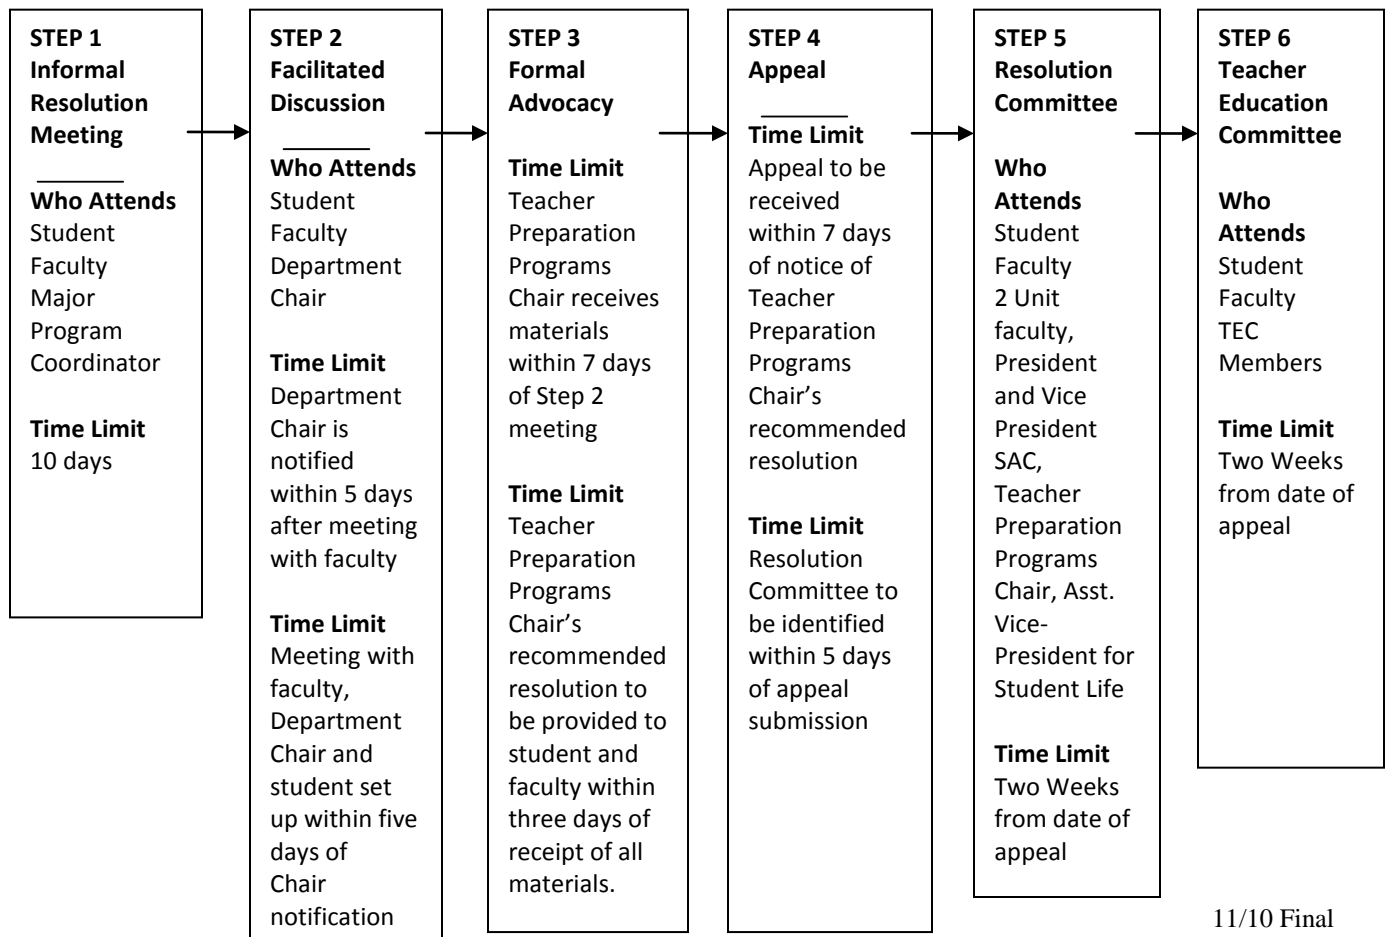 STEP 1
Informal
Resolution
Meeting
Who Attends
Student
Faculty
Major
Program
Coordinator
Time Limit
10 days
STEP 2
Facilitated
Discussion
Who Attends
Student
Faculty
Department
Chair
Time Limit
Department
Chair is
notified
within 5 days
after meeting
with faculty
Time Limit
Meeting with
faculty,
Department
Chair and
student set
up within five
days of
Chair
notification
STEP 3
Formal
Advocacy
Time Limit
Teacher
Preparation
Programs
Chair receives
materials
within 7 days
of Step 2
meeting
Time Limit
Teacher
Preparation
Programs
Chair’s
recommended
resolution to
be provided to
student and
faculty within
three days of
receipt of all
materials.
STEP 4
Appeal
Time Limit
Appeal to be
received
within 7 days
of notice of
Teacher
Preparation
Programs
Chair’s
recommended
resolution
Time Limit
Resolution
Committee to
be identified
within 5 days
of appeal
submission
STEP 5
Resolution
Committee
Who
Attends
Student
Faculty
2 Unit
faculty,
President
and Vice
President
SAC,
Teacher
Preparation
Programs
Chair, Asst.
Vice-
President for
Student Life
Time Limit
Two Weeks
from date of
appeal
STEP 6
Teacher
Education
Committee
Who
Attends
Student
Faculty
TEC
Members
Time Limit
Two Weeks
from date of
appeal
11/10 Final